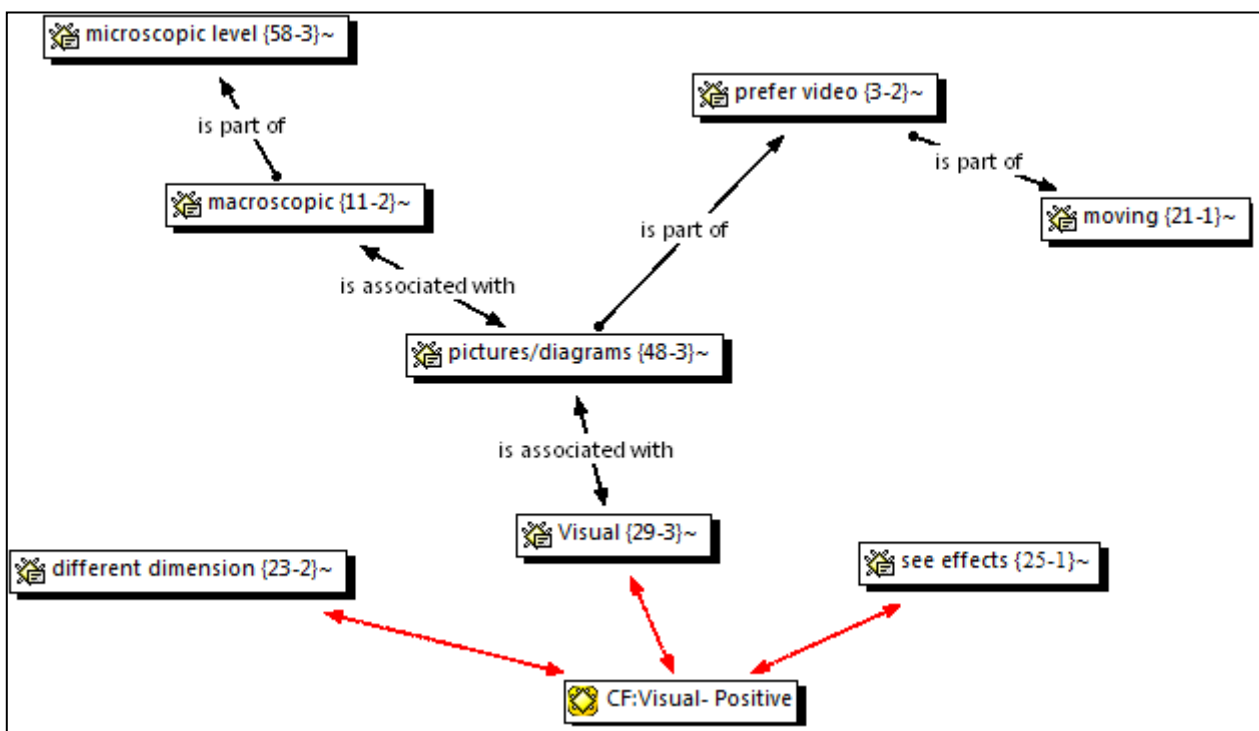 microscopic level {58-3}~
prefer video {3-2}~
is part of
is part of
macroscopic {11-2}~
moving {21-1}~
is part of
is associated with
pictures/diagrams {48-3}~
is associated with
Visual {29-3}~
different dimension {23-2}~
see effects {25-1}~
CF:Visual- Positive